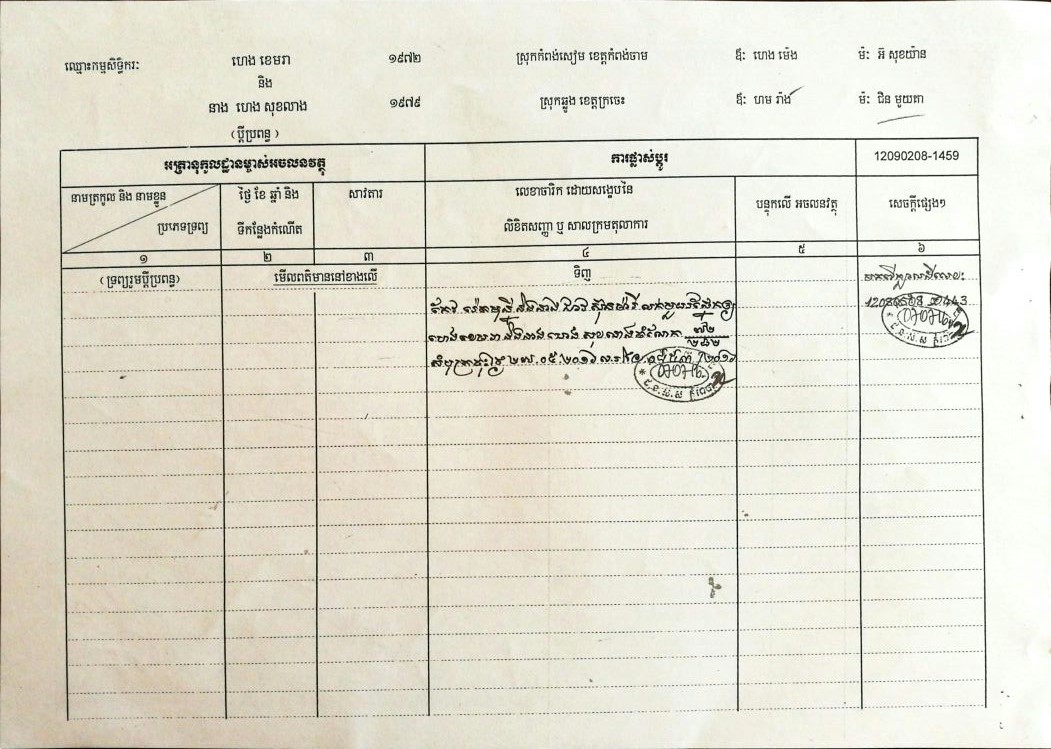 ឈ្មោះកម្មសិទ្ធិករៈ ហេង ខេមរា ១៩៧២ ស្រុកកំពង់សៀម ខេត្តកំពង់ចាម ឪៈ ហេង ម៉េង ម៉ៈ អ៊ សុខយ៉ាន
និង
នាង ហេង សុខលាង ១៩៧៩ ស្រុកឆ្លូង ខេត្តក្រចេះ ឪៈ ហម រ៉ាង់ ម៉ៈ ជិន មួយគា
(ប្ដីប្រពន្ធ)
អត្រានុកូលដ្ឋានម្ចាស់អចលនវត្ថុ ការផ្លាស់ប្ដូរ 12090208-1459
នាមត្រកូល និង នាមខ្លួន ថ្ងៃ ខែ ឆ្នាំ និង សាវតារ លេខាចារិក ដោយសង្ខេបនៃ បន្ទុកលើ អចលនវត្ថុ សេចក្ដីផ្សេងៗ
ប្រភេទទ្រព្យ ទីកន្លែងកំណើត លិខិតសញ្ញា ឬ សាលក្រមតុលាការ
១ ២ ៣ ៤ ៥ ៦
(ទ្រព្យរួមប្ដីប្រពន្ធ) មើលពត៌មាននៅខាងលើ ទិញ